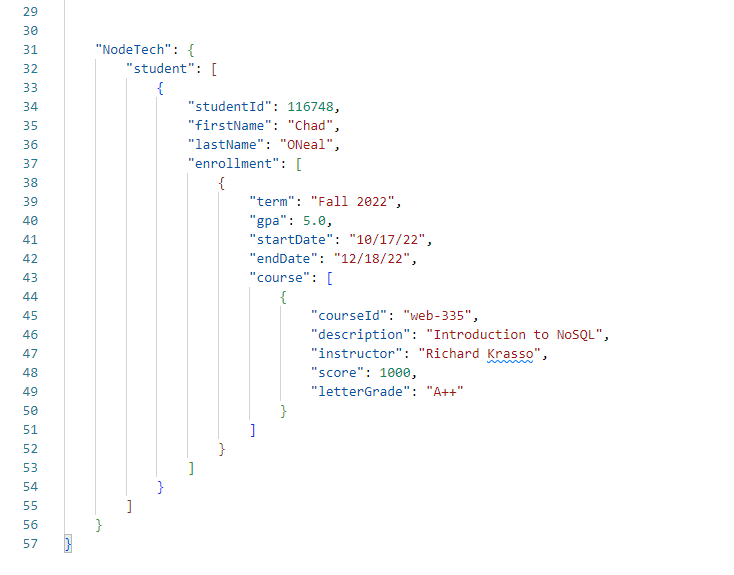 29
30
31 "NodeTech": {
32 "student": [
33 {
34 "studentId": 116748,
35 "firstName": "Chad",
36 "lastName": "ONeal",
37 "enrollment": [
38 {
39 "term": "Fall 2022",
40 "gpa": 5.0,
41 "startDate": "10/17/22",
42 "endDate": "12/18/22",
43 "course": [
44 {
45 "courseId": "web-335",
46 "description": "Introduction to NoSQL",
47 "instructor": "Richard Krasso",
48 "score": 1000,
49 "letterGrade": "A++"
50 }
51 ]
52 }
53 ]
54 }
55 ]
56 }
57 }